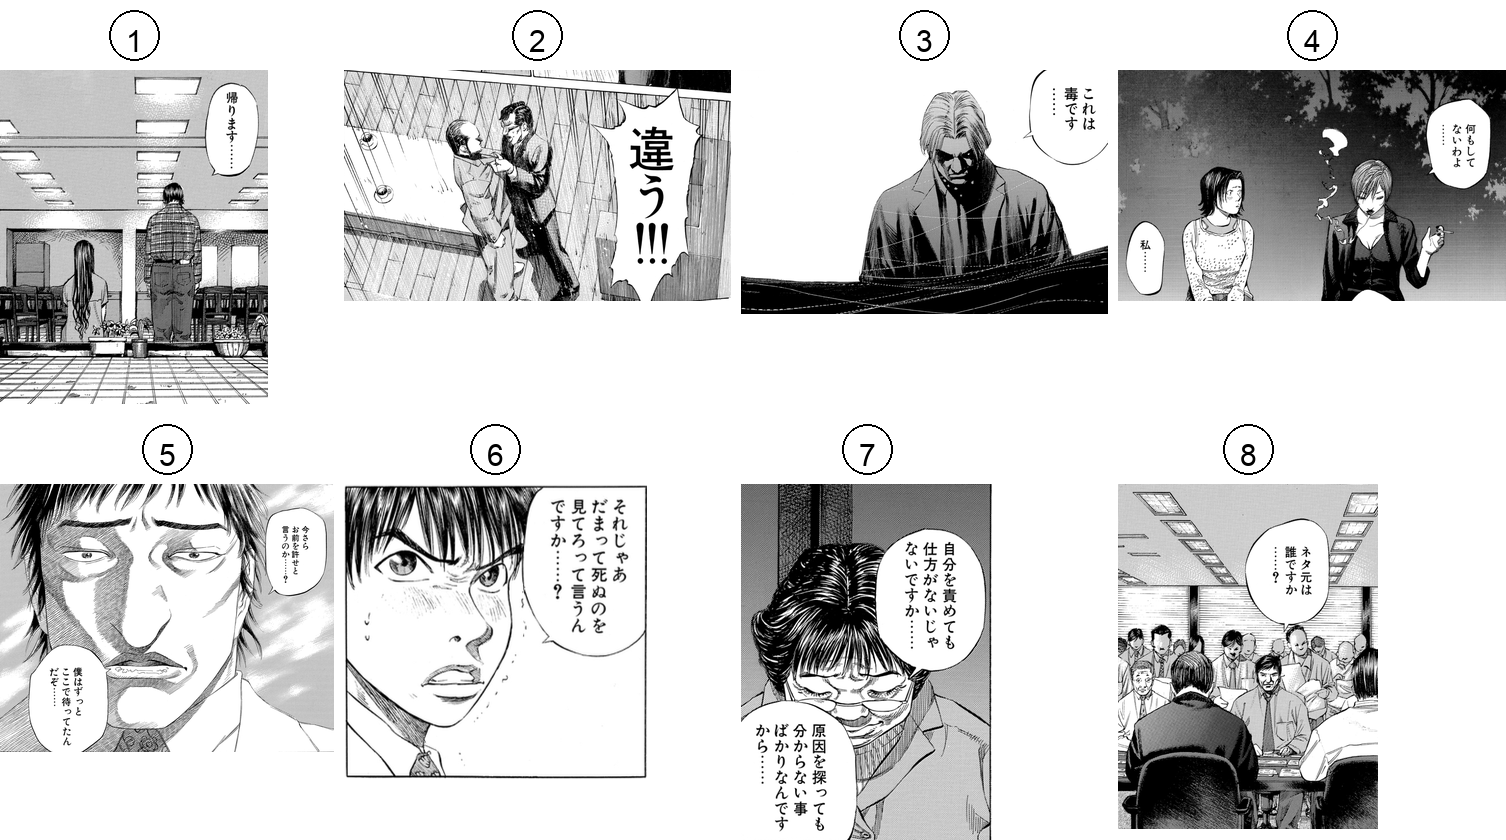 1
帰ります……
2
違う!!!
3
これは
毒です
……
4
何もして
ないわよ
……
私……
5
今さら
お前を許せと
言うのか……?
僕はずっと
ここで待ってたん
だぞ……
6
それじゃあ
だまって死ぬのを
見てろって言うん
ですか……?
7
自分を責めても
仕方がないじゃ
ないですか……
原因を探っても
分からない事
ばかりなんです
から……
8
ネタ元は
誰ですか
……?